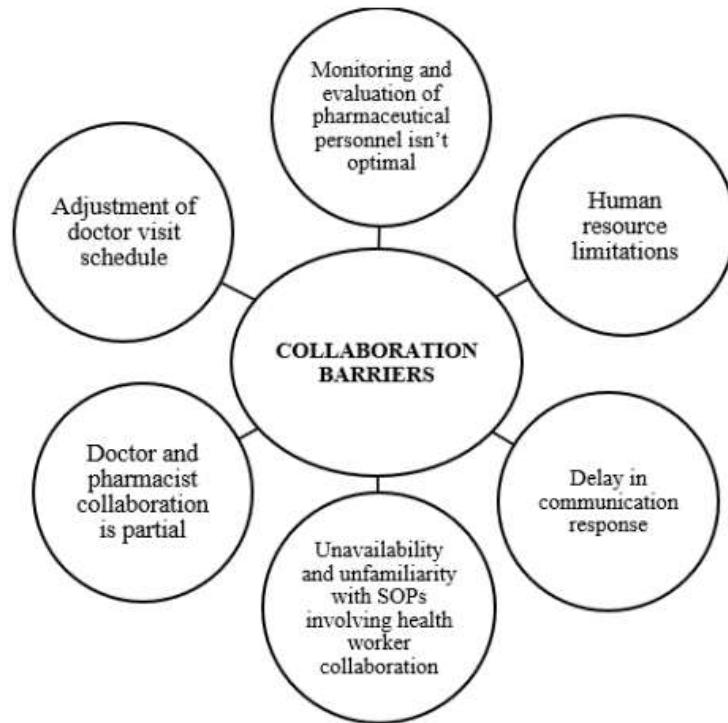 Monitoring and
evaluation of
pharmaceutical
personnel isn't
optimal
Adjustment of
doctor visit
schedule
Human
resource
limitations
COLLABORATION
BARRIERS
Doctor and
pharmacist
collaboration
is partial
Delay in
communication
response
Unavailability
and unfamiliarity
with SOPs
involving health
worker
collaboration